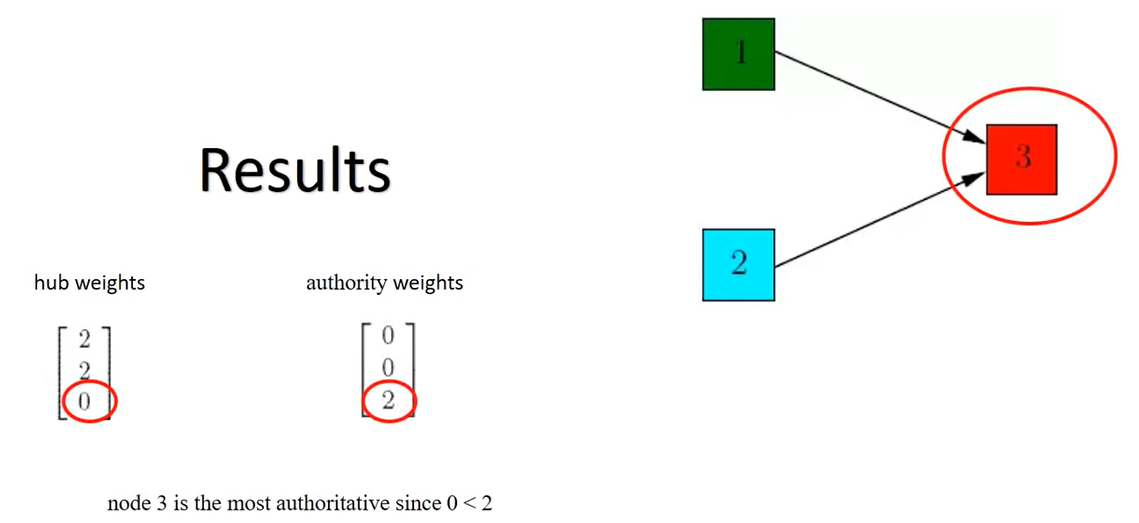 Results
hub weights
2
2
0
authority weights
0
0
2
node 3 is the most authoritative since 0 < 2
1
2
3